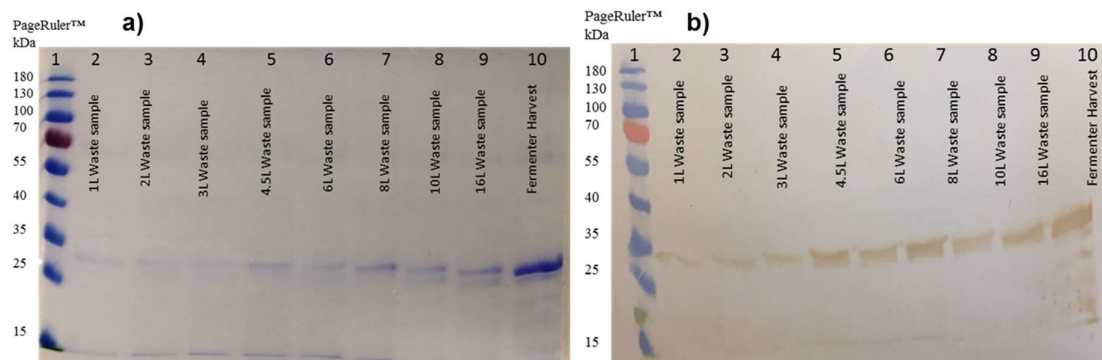 PageRuler™ a)
kDa
1 2 3 4 5 6 7 8 9 10
180
130
100
70
55
40
35
25
15
1L Waste sample
2L Waste sample
3L Waste sample
4.5L Waste sample
6L Waste sample
8L Waste sample
10L Waste sample
16L Waste sample
Fermenter Harvest
PageRuler™ b)
kDa
1 2 3 4 5 6 7 8 9 10
180
130
100
70
55
40
35
25
15
1L Waste sample
2L Waste sample
3L Waste sample
4.5L Waste sample
6L Waste sample
8L Waste sample
10L Waste sample
16L Waste sample
Fermenter Harvest